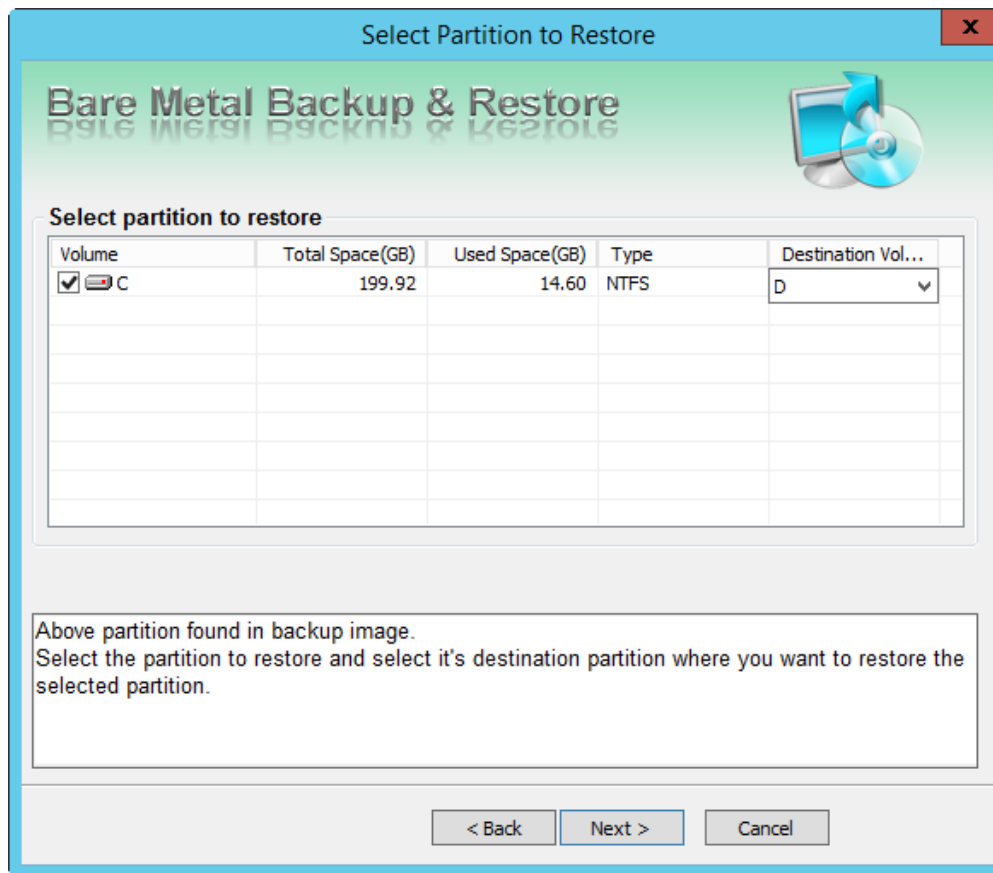 Select Partition to Restore
x
Bare Metal Backup & Restore
Select partition to restore
Volume Total Space(GB) Used Space(GB) Type Destination Vol...
C 199.92 14.60 NTFS D
Above partition found in backup image.
Select the partition to restore and select it's destination partition where you want to restore the
selected partition.
< Back Next > Cancel